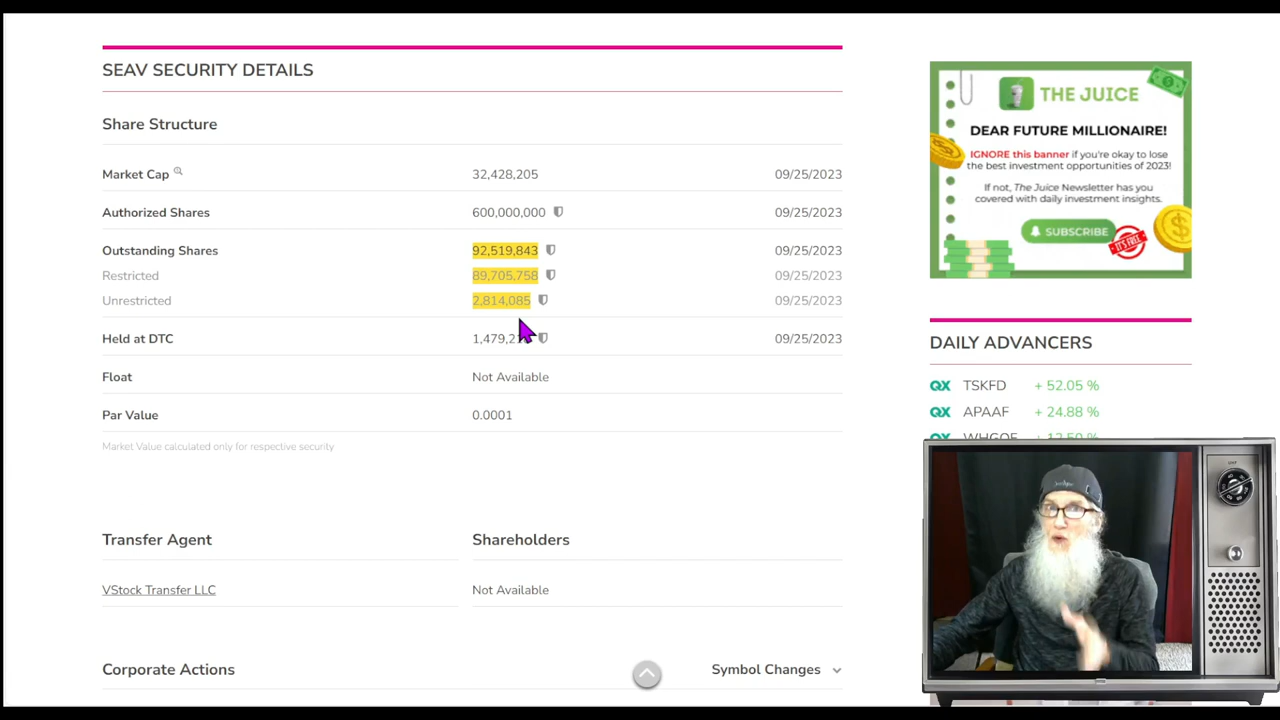 SEAV SECURITY DETAILS
Share Structure
Market Cap 32,428,205 09/25/2023
Authorized Shares 600,000,000 09/25/2023
Outstanding Shares 92,519,843 09/25/2023
Restricted 89,705,758 09/25/2023
Unrestricted 2,814,085 09/25/2023
Held at DTC 09/25/2023
Float Not Available
Par Value 0.0001
Market Value calculated only for respective security
Transfer Agent Shareholders
VStock Transfer LLC Not Available
Corporate Actions Symbol Changes
THE JUICE
DEAR FUTURE MILLIONAIRE!
IGNORE this banner if you're okay to lose
the best investment opportunities of 2023!
If not, The Juice Newsletter has you
covered with daily investment insights.
SUBSCRIBE
IT'S FREE
DAILY ADVANCERS
QX TSKFD + 52.05 %
QX APAAF + 24.88 %